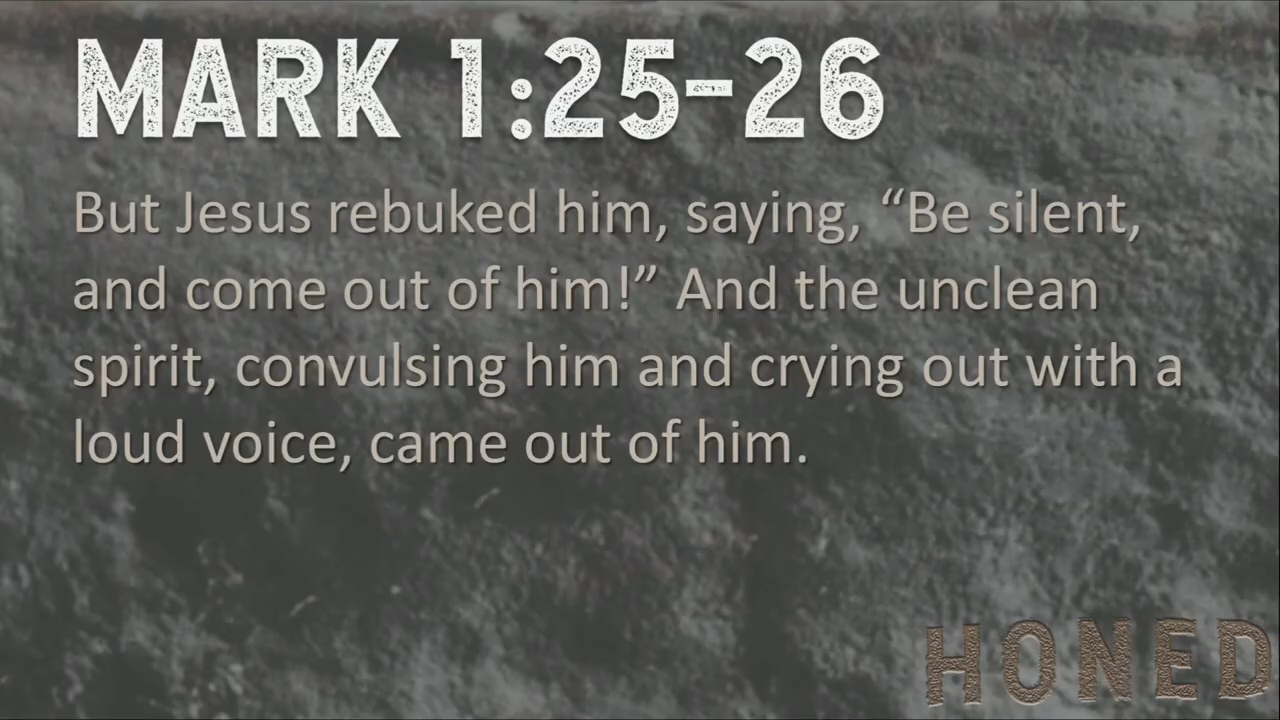 MARK 1:25-26
But Jesus rebuked him, saying, “Be silent,
and come out of him!” And the unclean
spirit, convulsing him and crying out with a
loud voice, came out of him.
HONED